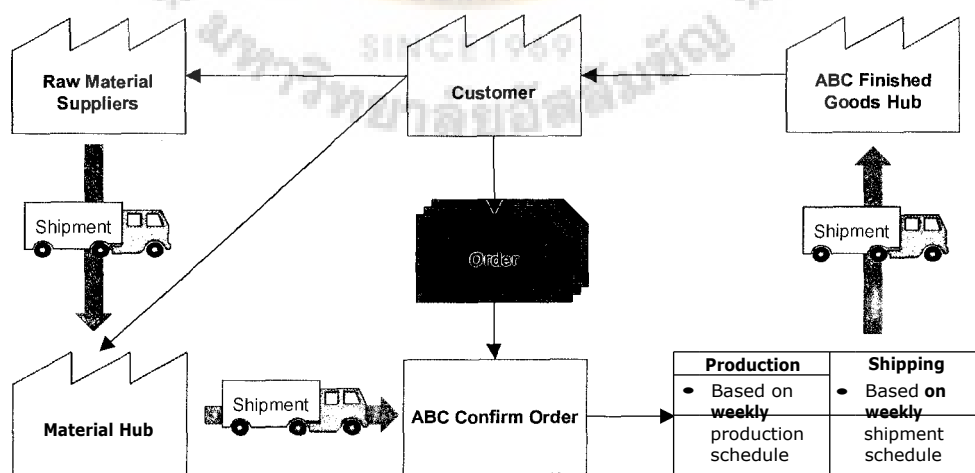 SINCE1969
Raw Material
Suppliers
Customer
ABC Finished
Goods Hub
Shipment
Order
Shipment
Material Hub
Shipment
ABC Confirm Order
Production
• Based on
weekly
production
schedule
Shipping
• Based on
weekly
shipment
schedule